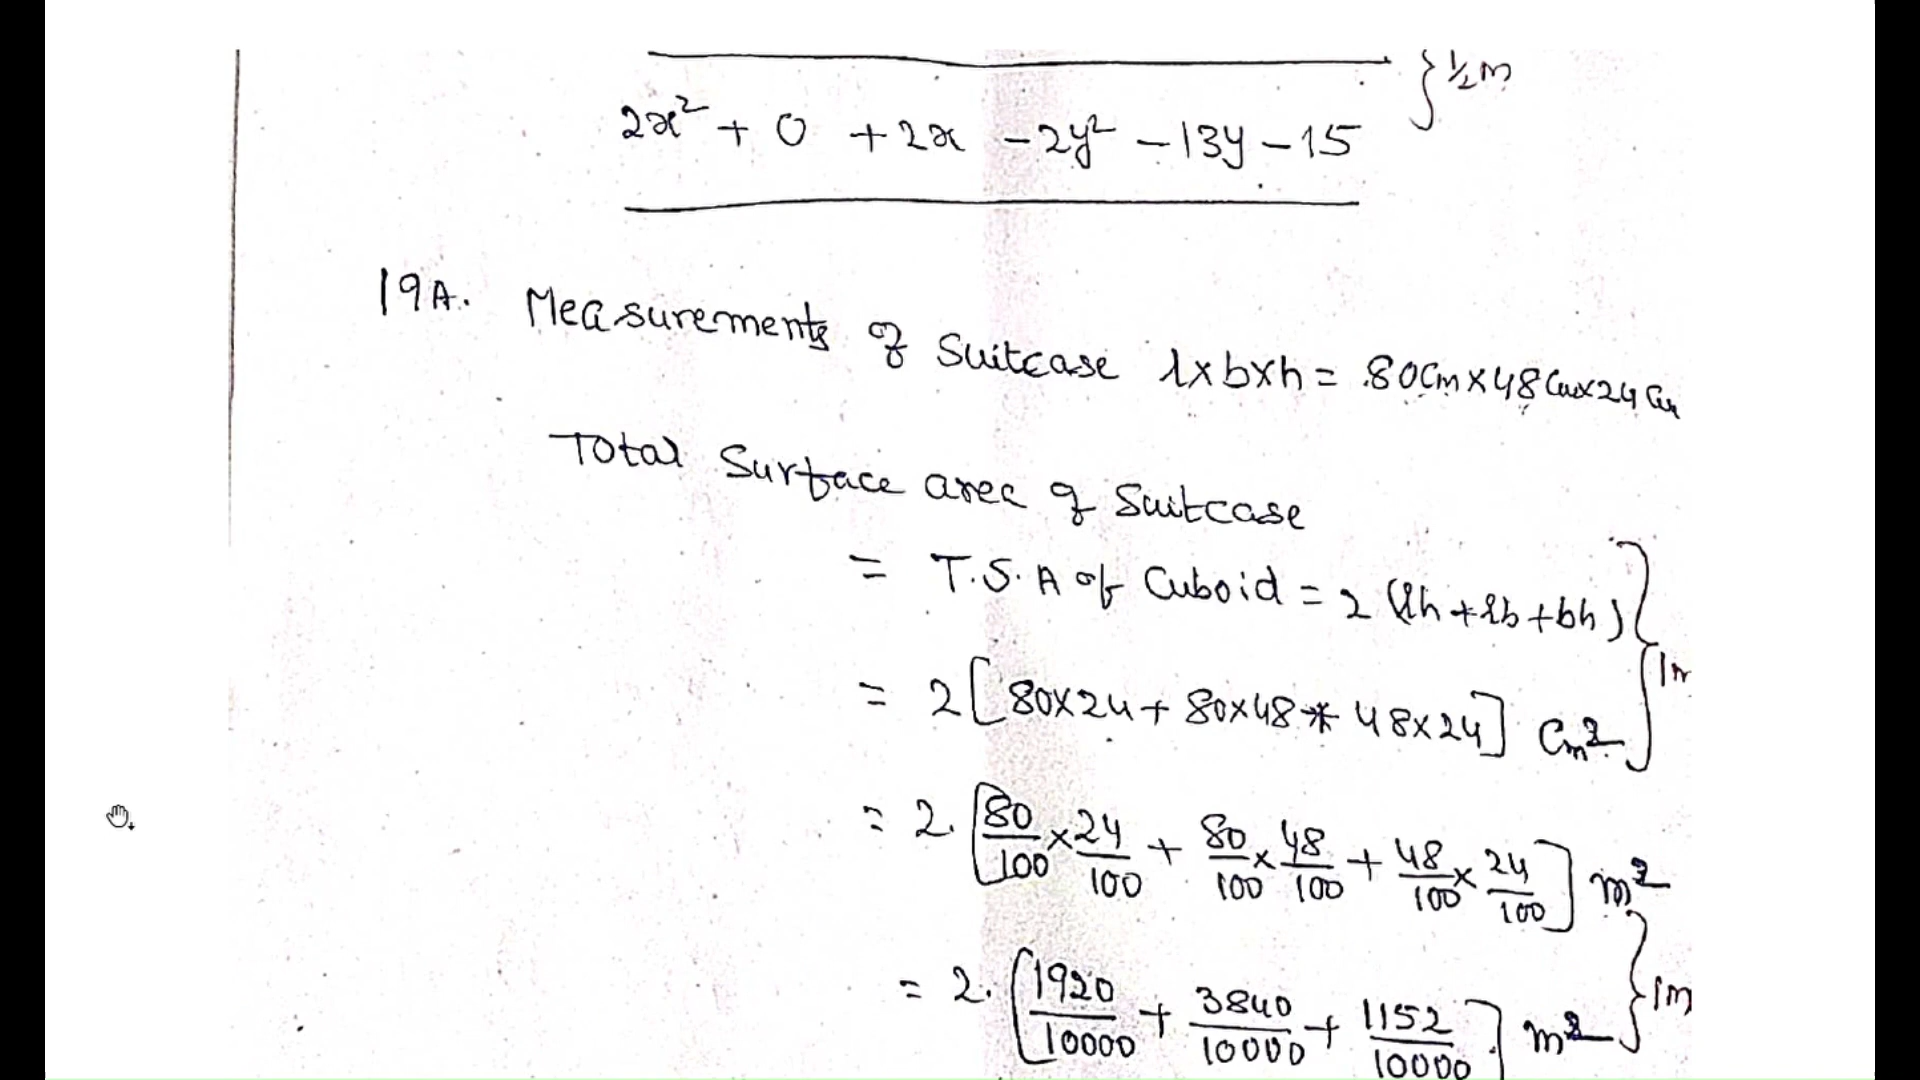 } 1/2 m
2x² + 0 + 2x - 2y² - 13y - 15
19A. Measurements of Suitcase l×b×h = 80cm×48cm×24cm
Total Surface area of Suitcase
= T.S.A of Cuboid = 2 (lh + lb + bh)
= 2[80×24 + 80×48 + 48×24] cm² } 1m
= 2. [80/100 × 24/100 + 80/100 × 48/100 + 48/100 × 24/100] m²
= 2. [1920/10000 + 3840/10000 + 1152/10000] m² } 1m